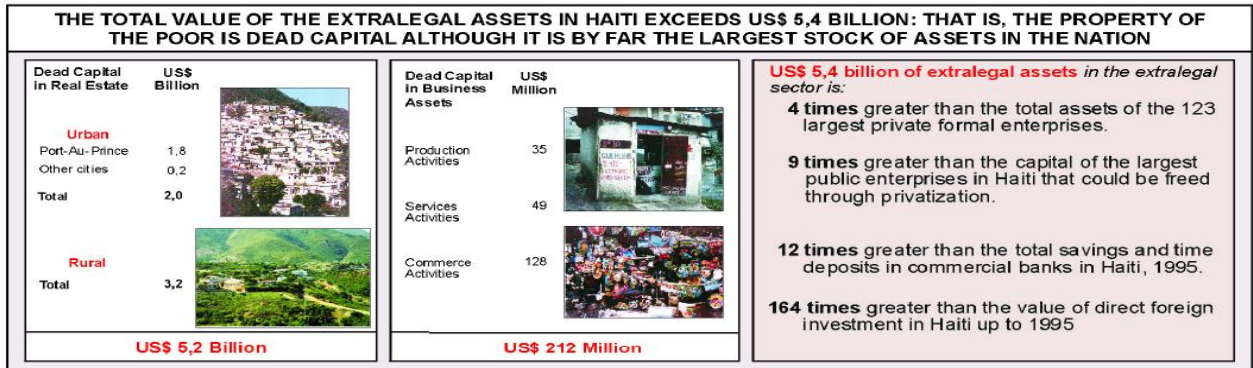 THE TOTAL VALUE OF THE EXTRALEGAL ASSETS IN HAITI EXCEEDS US$ 5,4 BILLION: THAT IS, THE PROPERTY OF
THE POOR IS DEAD CAPITAL ALTHOUGH IT IS BY FAR THE LARGEST STOCK OF ASSETS IN THE NATION
Dead Capital US$
in Real Estate Billion
Urban
Port-Au-Prince 1,8
Other cities 0,2
Total 2,0
Rural
Total 3,2
US$ 5,2 Billion
Dead Capital US$
in Business Million
Assets
Production 35
Activities
Services 49
Activities
Commerce 128
Activities
US$ 212 Million
US$ 5,4 billion of extralegal assets in the extralegal
sector is:
4 times greater than the total assets of the 123
largest private formal enterprises.
9 times greater than the capital of the largest
public enterprises in Haiti that could be freed
through privatization.
12 times greater than the total savings and time
deposits in commercial banks in Haiti, 1995.
164 times greater than the value of direct foreign
investment in Haiti up to 1995